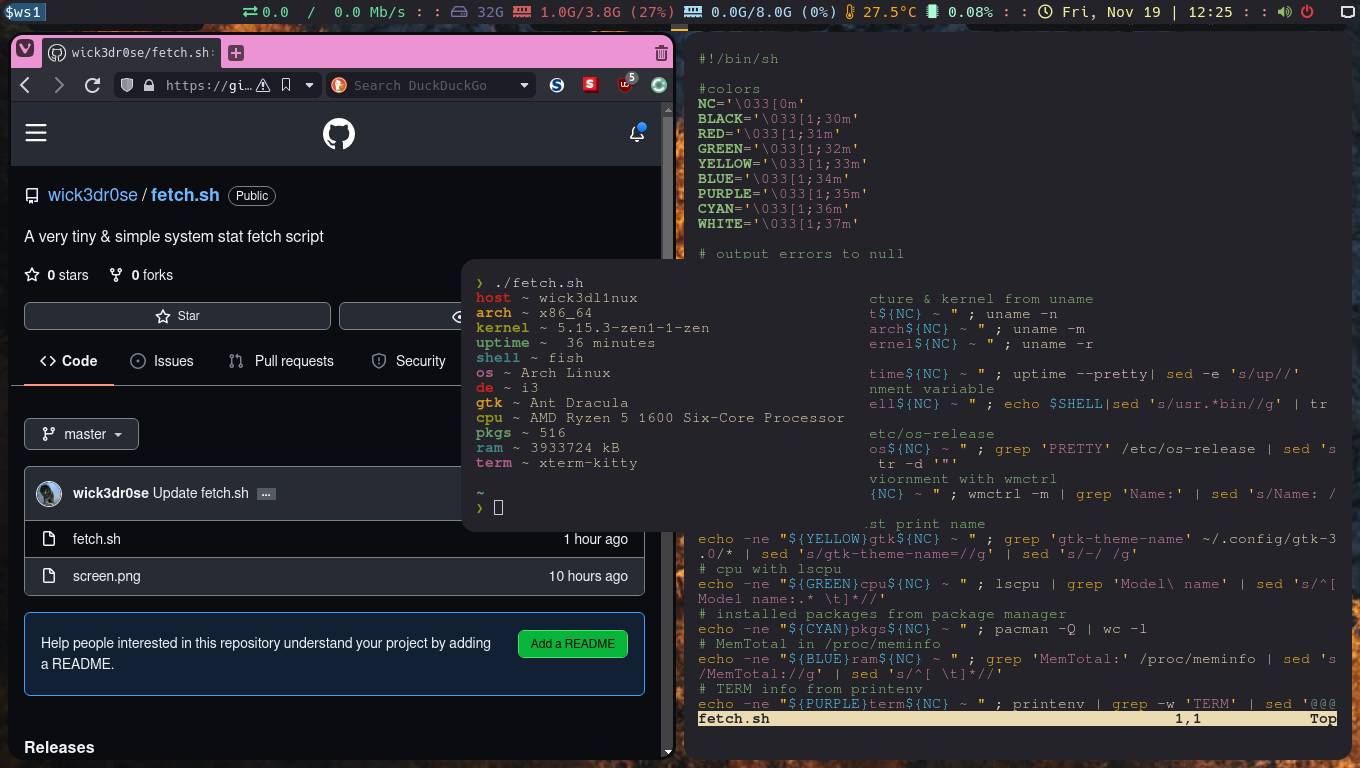 $ws1
0.0 / 0.0 Mb/s : : 32G 1.0G/3.8G (27%) 0.0G/8.0G (0%) 27.5°C 0.08% : : Fri, Nov 19 | 12:25 : :
wick3dr0se/fetch.sh:
https://gi…
Search DuckDuckGo
S
S
5
wick3dr0se / fetch.sh Public
A very tiny & simple system stat fetch script
0 stars 0 forks
Star
Code Issues Pull requests Security
master
wick3dr0se Update fetch.sh ...
fetch.sh 1 hour ago
screen.png 10 hours ago
Help people interested in this repository understand your project by adding
a README.
Add a README
Releases
❯ ./fetch.sh
host ~ wick3dl1nux
arch ~ x86_64
kernel ~ 5.15.3-zen1-1-zen
uptime ~  36 minutes
shell ~ fish
os ~ Arch Linux
de ~ i3
gtk ~ Ant Dracula
cpu ~ AMD Ryzen 5 1600 Six-Core Processor
pkgs ~ 516
ram ~ 3933724 kB
term ~ xterm-kitty
~
❯
#!/bin/sh
#colors
NC='\033[0m'
BLACK='\033[1;30m'
RED='\033[1;31m'
GREEN='\033[1;32m'
YELLOW='\033[1;33m'
BLUE='\033[1;34m'
PURPLE='\033[1;35m'
CYAN='\033[1;36m'
WHITE='\033[1;37m'
# output errors to null
cture & kernel from uname
t${NC} ~ " ; uname -n
arch${NC} ~ " ; uname -m
ernel${NC} ~ " ; uname -r
time${NC} ~ " ; uptime --pretty| sed -e 's/up//'
nment variable
ell${NC} ~ " ; echo $SHELL|sed 's/usr.*bin//g' | tr
etc/os-release
os${NC} ~ " ; grep 'PRETTY' /etc/os-release | sed 's
tr -d '"'
viornment with wmctrl
{NC} ~ " ; wmctrl -m | grep 'Name:' | sed 's/Name: /
st print name
echo -ne "${YELLOW}gtk${NC} ~ " ; grep 'gtk-theme-name' ~/.config/gtk-3
.0/* | sed 's/gtk-theme-name=//g' | sed 's/-/ /g'
# cpu with lscpu
echo -ne "${GREEN}cpu${NC} ~ " ; lscpu | grep 'Model\ name' | sed 's/^[
Model name:.* \t]*//'
# installed packages from package manager
echo -ne "${CYAN}pkgs${NC} ~ " ; pacman -Q | wc -l
# MemTotal in /proc/meminfo
echo -ne "${BLUE}ram${NC} ~ " ; grep 'MemTotal:' /proc/meminfo | sed 's
/MemTotal://g' | sed 's/^[ \t]*//'
# TERM info from printenv
echo -ne "${PURPLE}term${NC} ~ " ; printenv | grep -w 'TERM' | sed '@@@
fetch.sh 1,1 Top